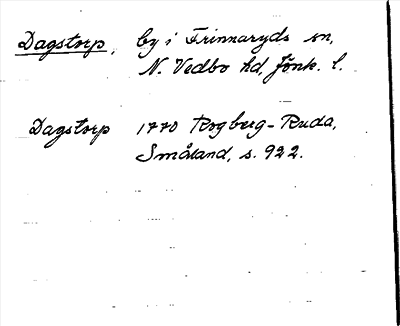 Dagstorp, by i Frinnaryds sn,
N. Vedbo hd, Jönk. l.
Dagstorp 1770 Rogberg-Ruda,
Småland, s. 922.